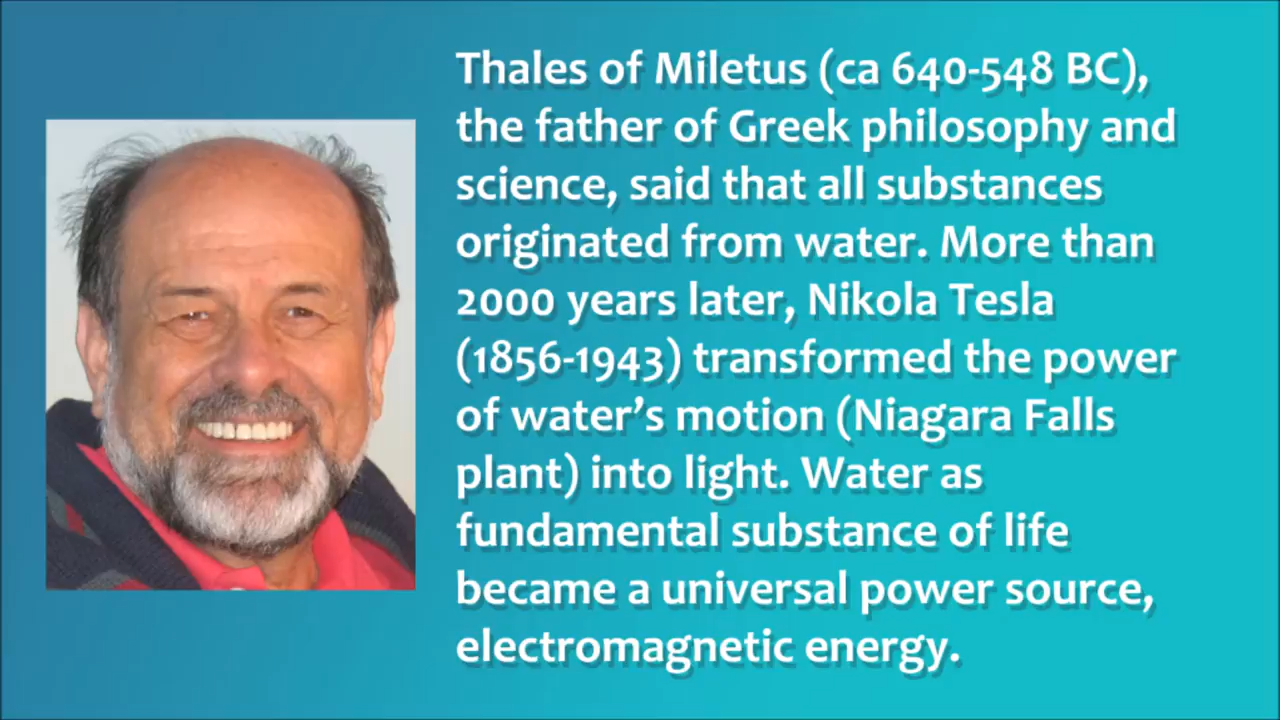 Thales of Miletus (ca 640-548 BC),
the father of Greek philosophy and
science, said that all substances
originated from water. More than
2000 years later, Nikola Tesla
(1856-1943) transformed the power
of water’s motion (Niagara Falls
plant) into light. Water as
fundamental substance of life
became a universal power source,
electromagnetic energy.